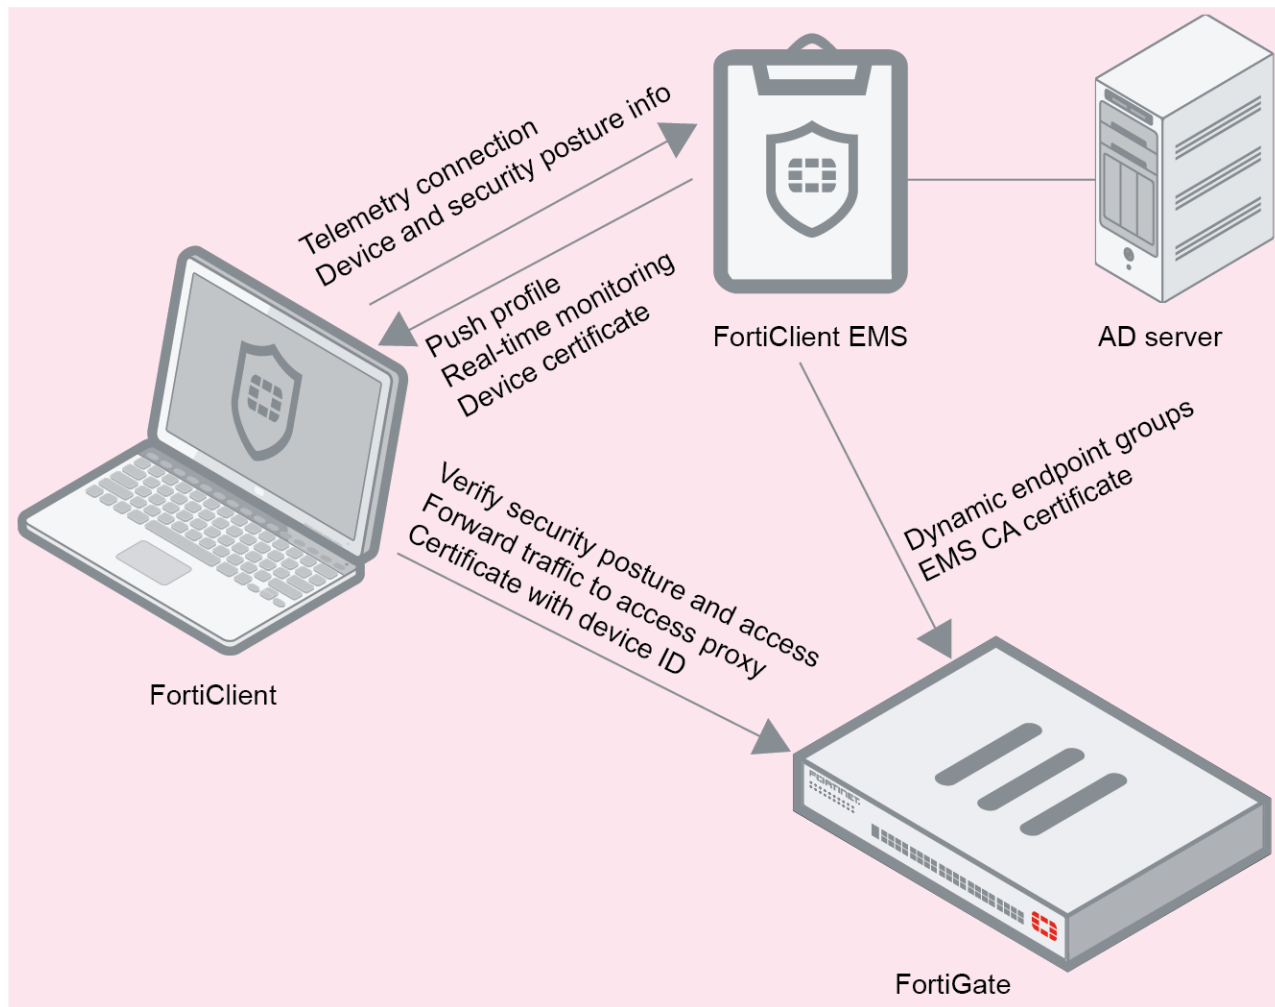 Telemetry connection
Device and security posture info
Push profile
Real-time monitoring
Device certificate
FortiClient EMS
AD server
Dynamic endpoint groups
EMS CA certificate
Verify security posture and access
Forward traffic to access proxy
Certificate with device ID
FortiClient
FORTINET
FortiGate